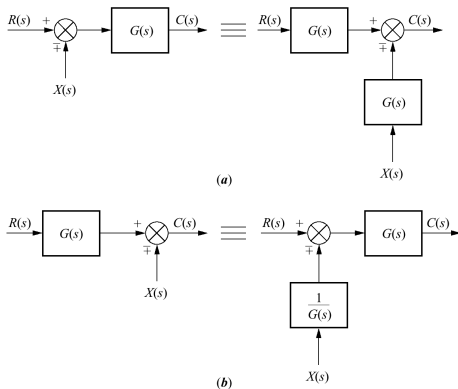 R(s) + G(s) C(s) ≡ R(s) G(s) + C(s)
∓ ∓
X(s) G(s)
X(s)
(a)
R(s) G(s) + C(s) ≡ R(s) + G(s) C(s)
∓ ∓
X(s) 1
G(s)
X(s)
(b)